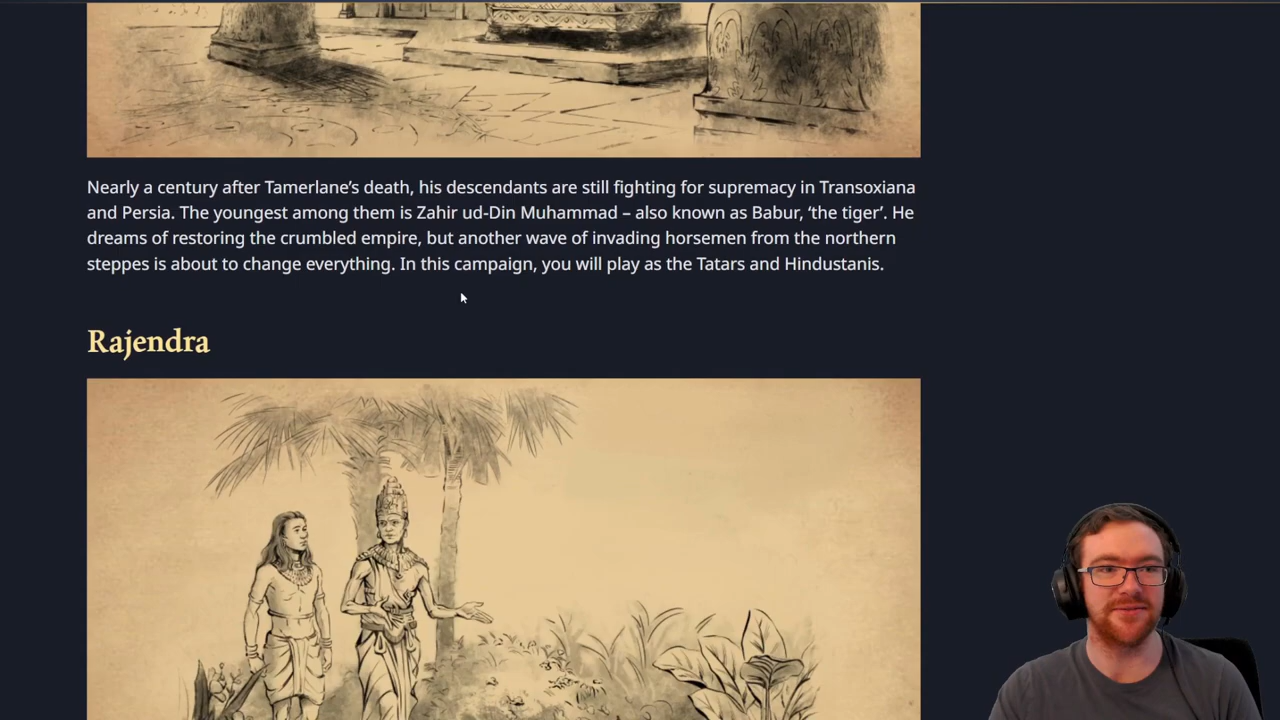 Nearly a century after Tamerlane’s death, his descendants are still fighting for supremacy in Transoxiana
and Persia. The youngest among them is Zahir ud-Din Muhammad – also known as Babur, ‘the tiger’. He
dreams of restoring the crumbled empire, but another wave of invading horsemen from the northern
steppes is about to change everything. In this campaign, you will play as the Tatars and Hindustanis.
Rajendra